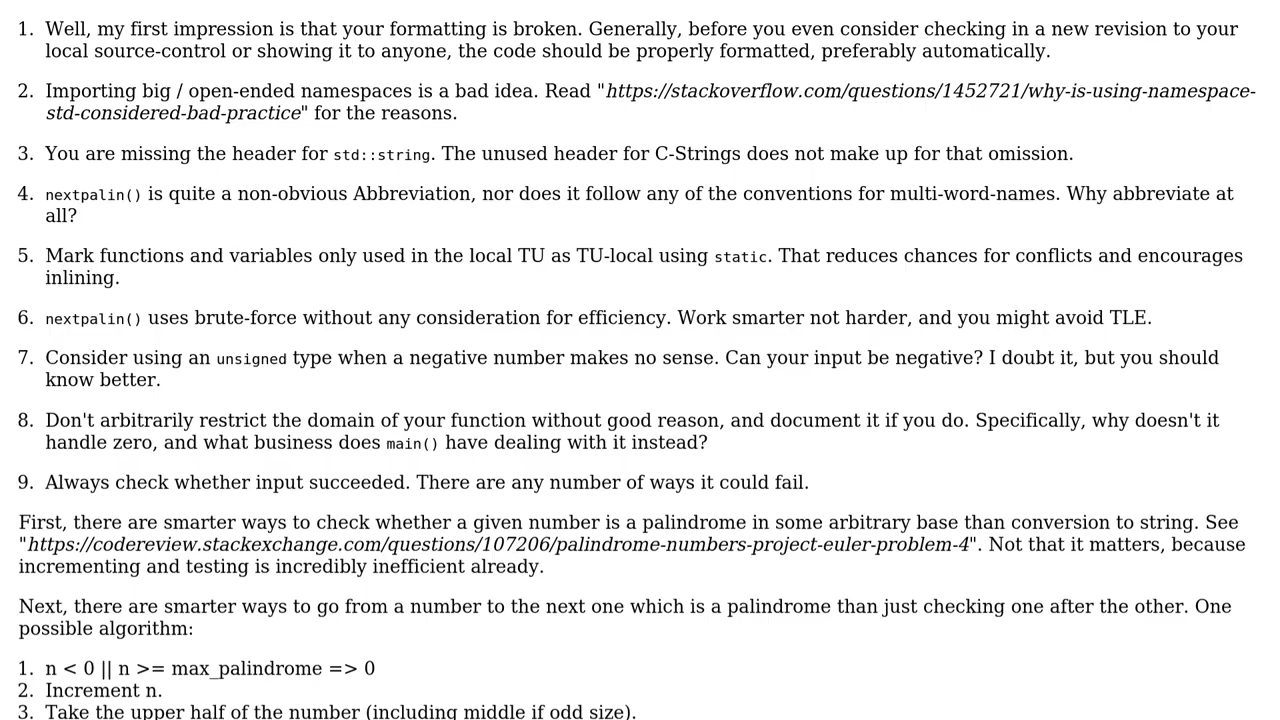 1. Well, my first impression is that your formatting is broken. Generally, before you even consider checking in a new revision to your
local source-control or showing it to anyone, the code should be properly formatted, preferably automatically.
2. Importing big / open-ended namespaces is a bad idea. Read "https://stackoverflow.com/questions/1452721/why-is-using-namespace-
std-considered-bad-practice" for the reasons.
3. You are missing the header for std::string. The unused header for C-Strings does not make up for that omission.
4. nextpalin() is quite a non-obvious Abbreviation, nor does it follow any of the conventions for multi-word-names. Why abbreviate at
all?
5. Mark functions and variables only used in the local TU as TU-local using static. That reduces chances for conflicts and encourages
inlining.
6. nextpalin() uses brute-force without any consideration for efficiency. Work smarter not harder, and you might avoid TLE.
7. Consider using an unsigned type when a negative number makes no sense. Can your input be negative? I doubt it, but you should
know better.
8. Don't arbitrarily restrict the domain of your function without good reason, and document it if you do. Specifically, why doesn't it
handle zero, and what business does main() have dealing with it instead?
9. Always check whether input succeeded. There are any number of ways it could fail.
First, there are smarter ways to check whether a given number is a palindrome in some arbitrary base than conversion to string. See
"https://codereview.stackexchange.com/questions/107206/palindrome-numbers-project-euler-problem-4". Not that it matters, because
incrementing and testing is incredibly inefficient already.
Next, there are smarter ways to go from a number to the next one which is a palindrome than just checking one after the other. One
possible algorithm:
1. n < 0 || n >= max_palindrome => 0
2. Increment n.
3. Take the upper half of the number (including middle if odd size).